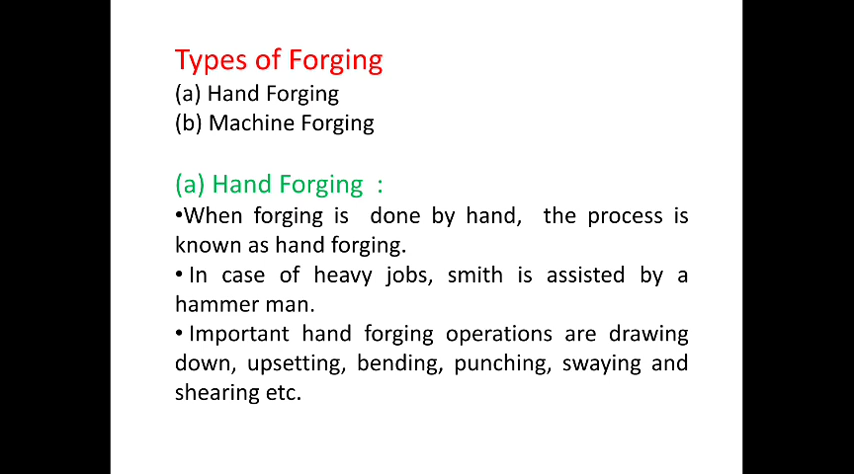 Types of Forging
(a) Hand Forging
(b) Machine Forging
(a) Hand Forging :
•When forging is done by hand, the process is
known as hand forging.
• In case of heavy jobs, smith is assisted by a
hammer man.
• Important hand forging operations are drawing
down, upsetting, bending, punching, swaying and
shearing etc.